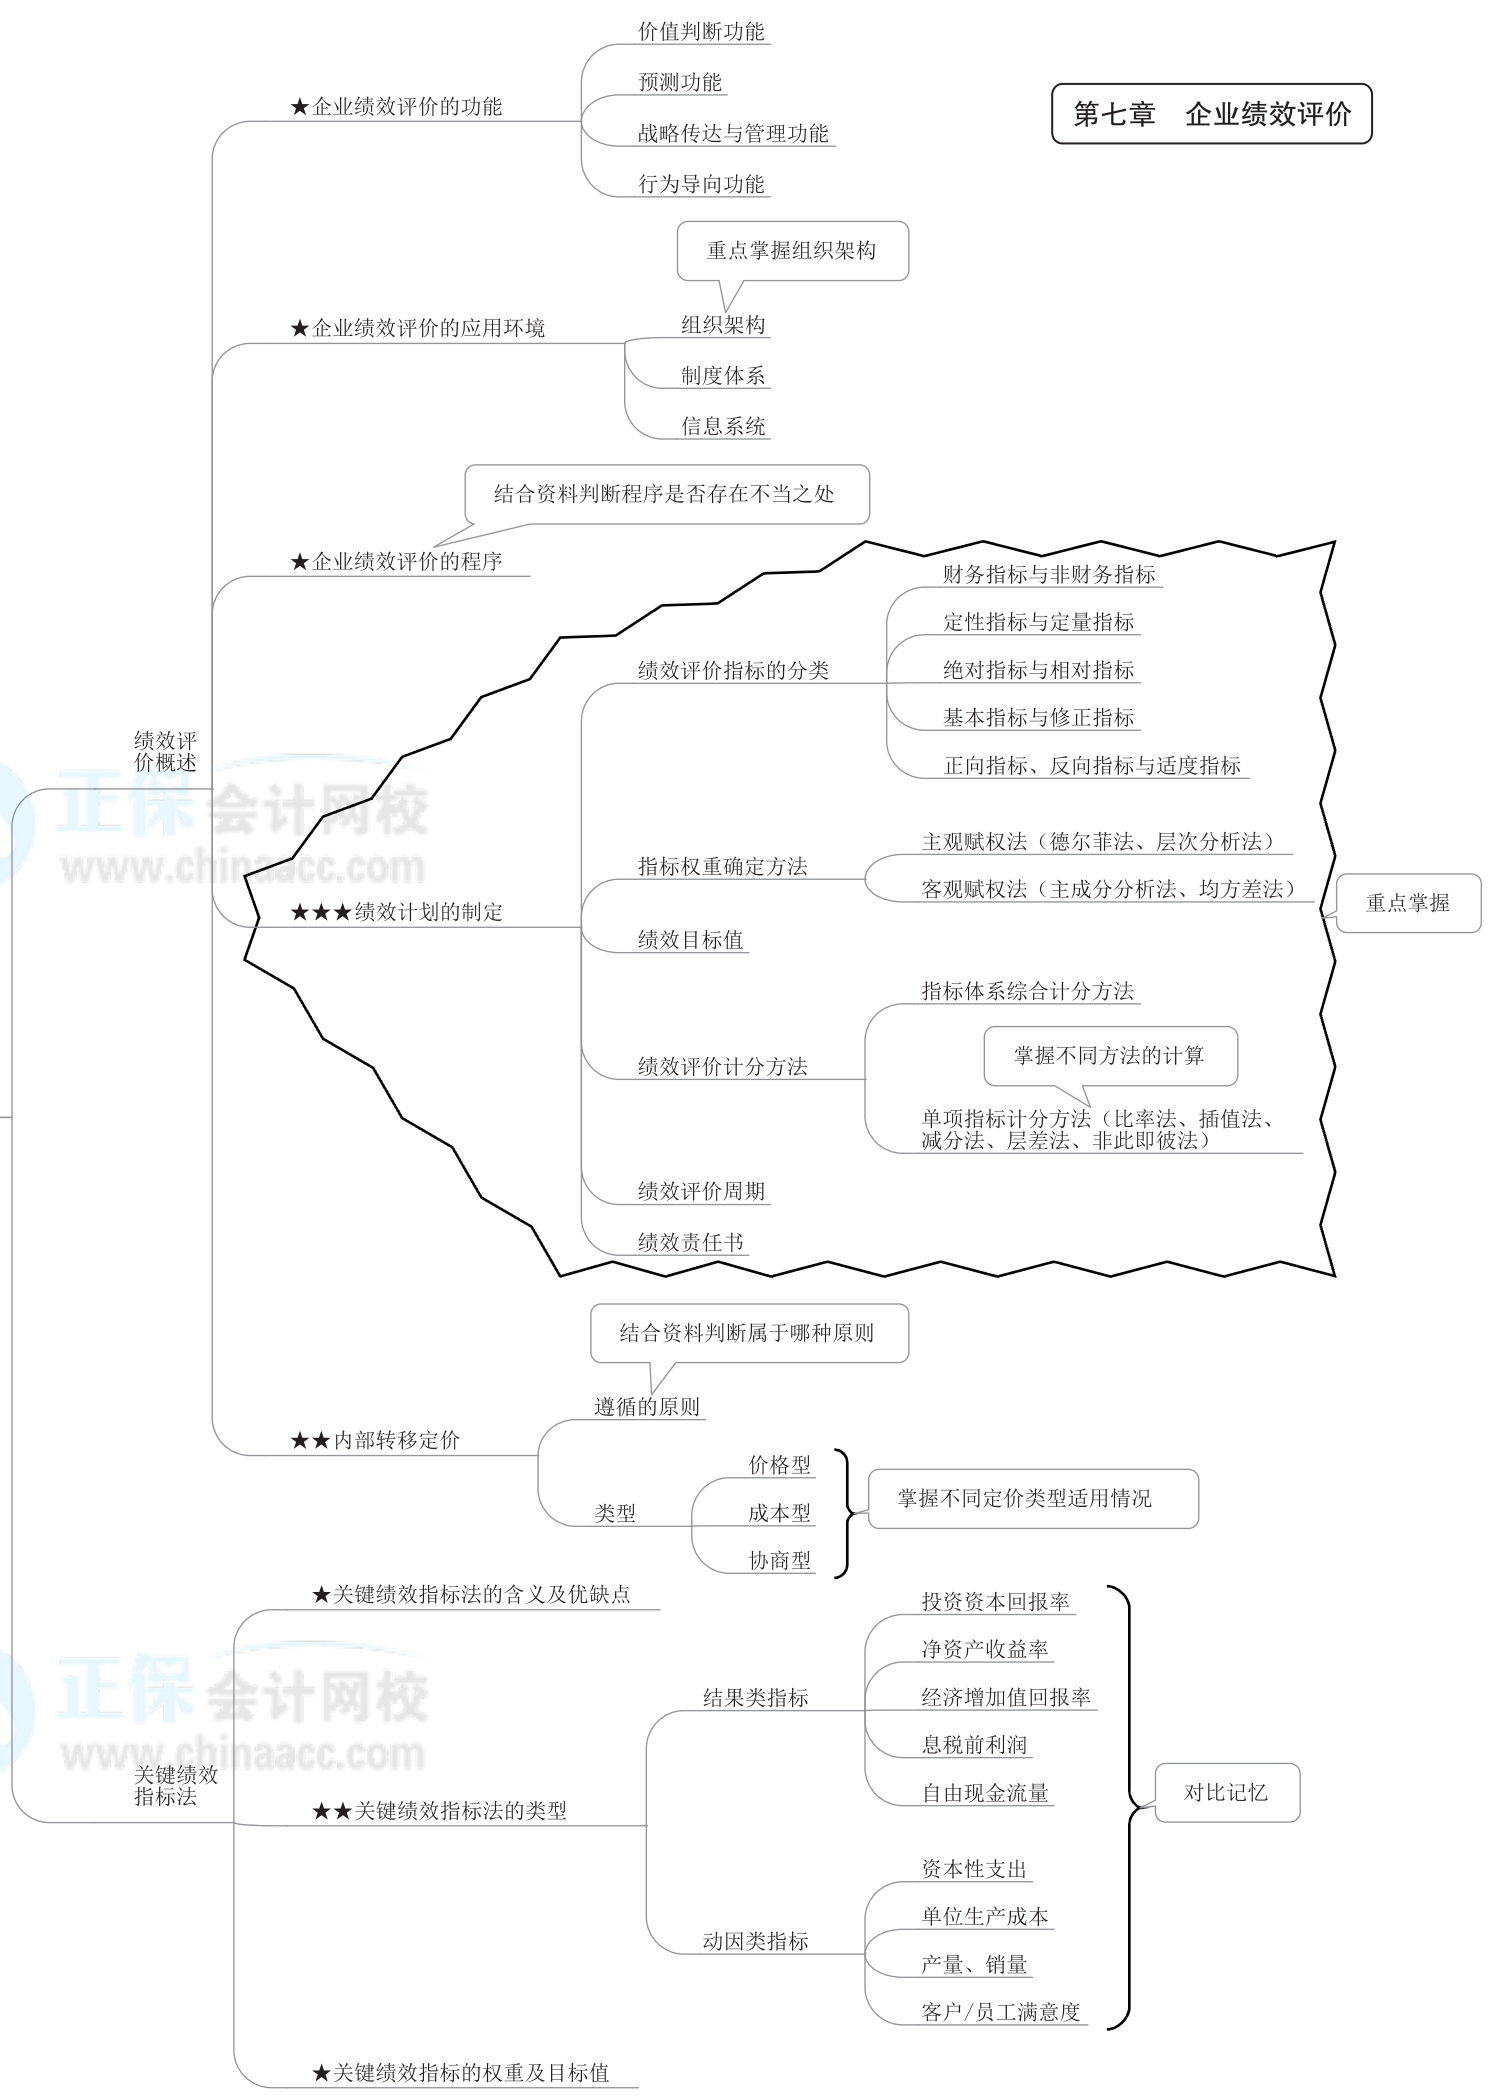 第七章 企业绩效评价
绩效评
价概述
★企业绩效评价的功能
价值判断功能
预测功能
战略传达与管理功能
行为导向功能
★企业绩效评价的应用环境
重点掌握组织架构
组织架构
制度体系
信息系统
结合资料判断程序是否存在不当之处
★企业绩效评价的程序
★★★绩效计划的制定
绩效评价指标的分类
财务指标与非财务指标
定性指标与定量指标
绝对指标与相对指标
基本指标与修正指标
正向指标、反向指标与适度指标
指标权重确定方法
主观赋权法（德尔菲法、层次分析法）
客观赋权法（主成分分析法、均方差法）
重点掌握
绩效目标值
绩效评价计分方法
指标体系综合计分方法
掌握不同方法的计算
单项指标计分方法（比率法、插值法、
减分法、层差法、非此即彼法）
绩效评价周期
绩效责任书
★★内部转移定价
结合资料判断属于哪种原则
遵循的原则
类型
价格型
成本型
协商型
掌握不同定价类型适用情况
关键绩效
指标法
★关键绩效指标法的含义及优缺点
★★关键绩效指标法的类型
结果类指标
投资资本回报率
净资产收益率
经济增加值回报率
息税前利润
自由现金流量
动因类指标
资本性支出
单位生产成本
产量、销量
客户/员工满意度
对比记忆
★关键绩效指标的权重及目标值
正保会计网校
www.chinaacc.com
正保会计网校
www.chinaacc.com